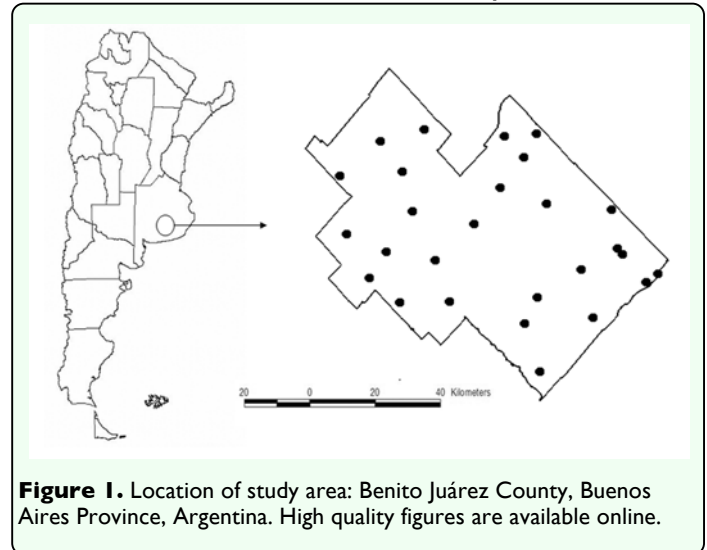 20 0 20 40 Kilometers
Figure 1. Location of study area: Benito Juárez County, Buenos
Aires Province, Argentina. High quality figures are available online.